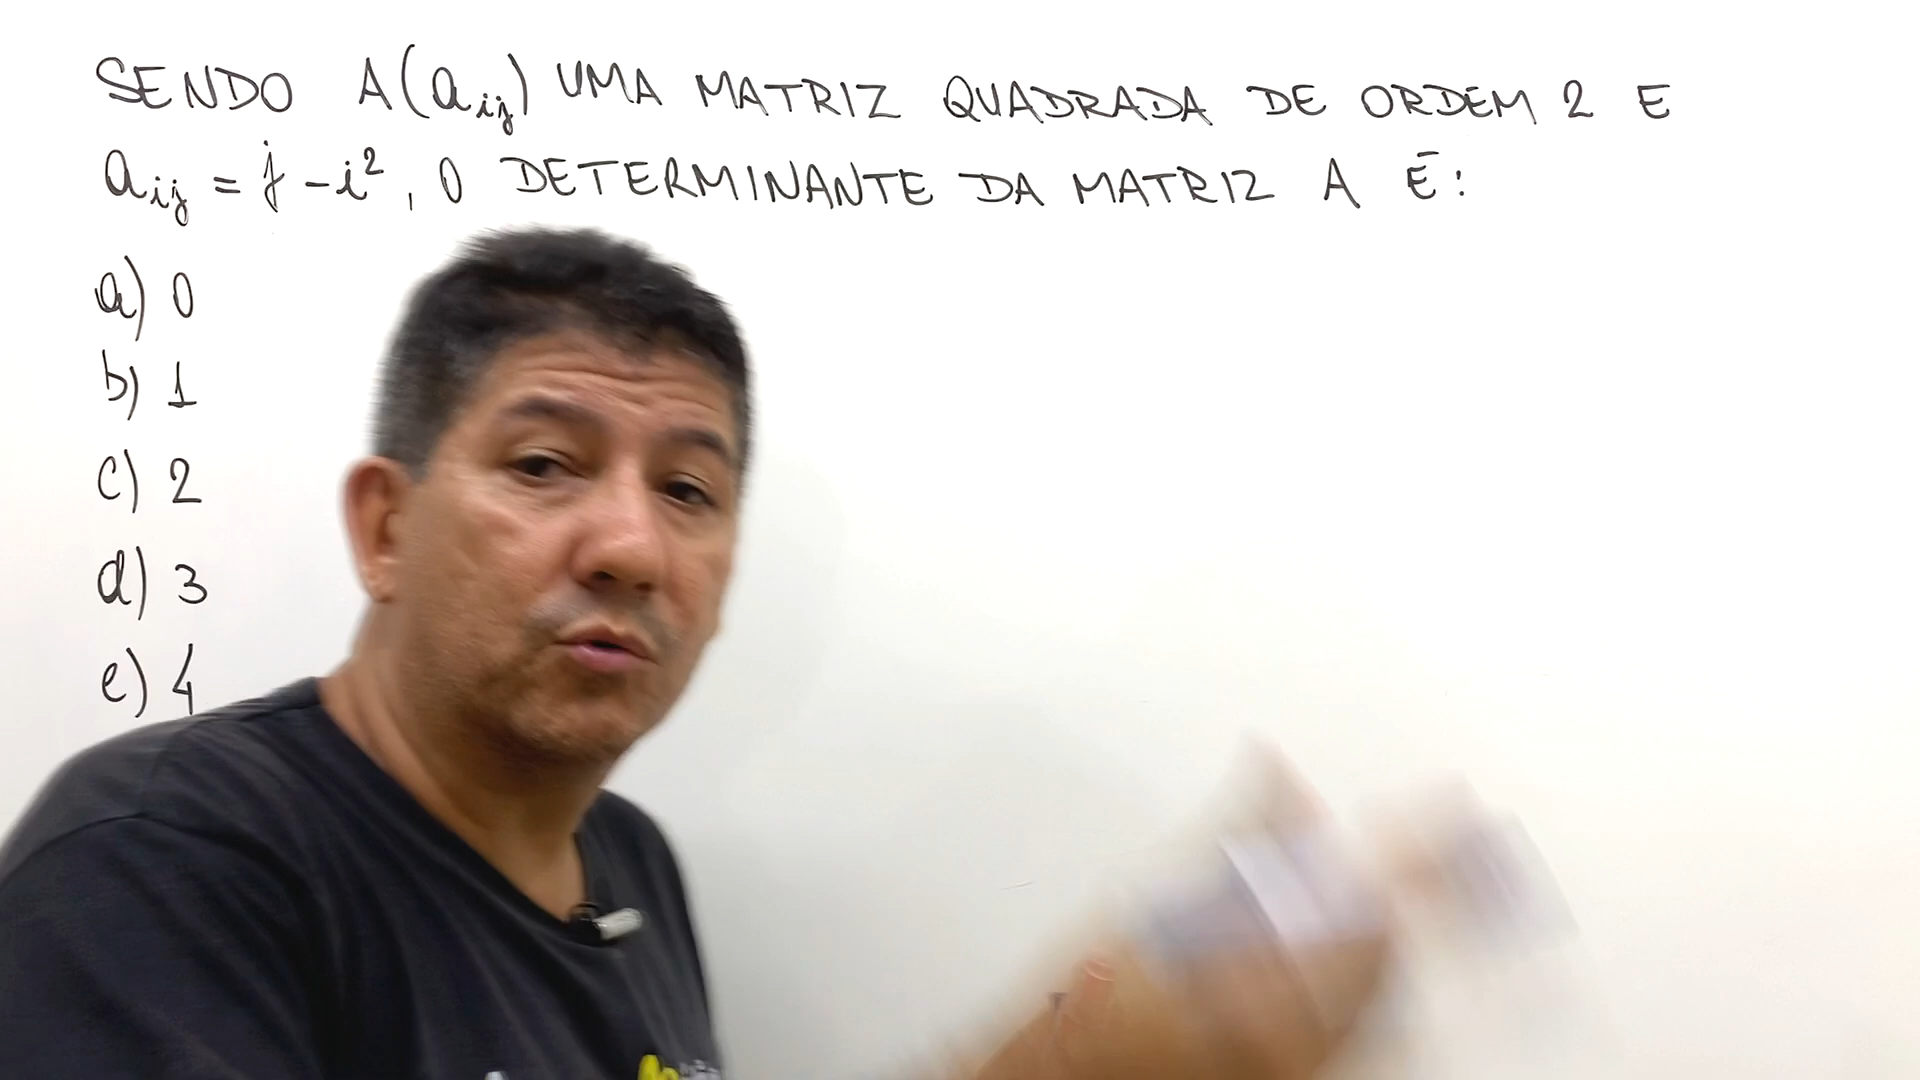 SENDO A(aij) UMA MATRIZ QUADRADA DE ORDEM 2 E
aij = j - i², O DETERMINANTE DA MATRIZ A É:
a) 0
b) 1
c) 2
d) 3
e) 4